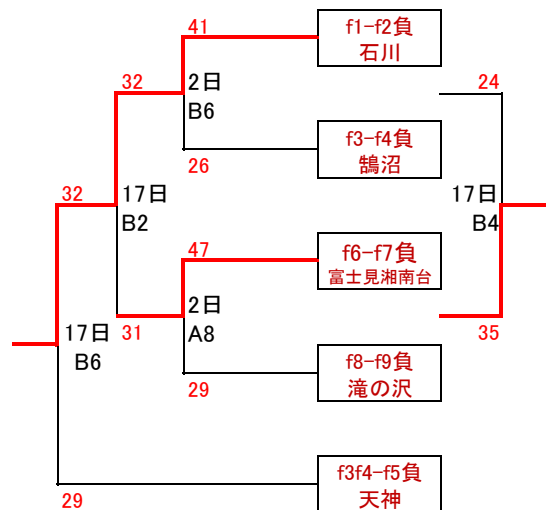 41
f1-f2負
石川
32
2日
B6
24
26
f3-f4負
鵠沼
32
17日
B2
17日
B4
47
f6-f7負
富士見湘南台
2日
A8
31
35
17日
B6
29
f8-f9負
滝の沢
29
f3f4-f5負
天神